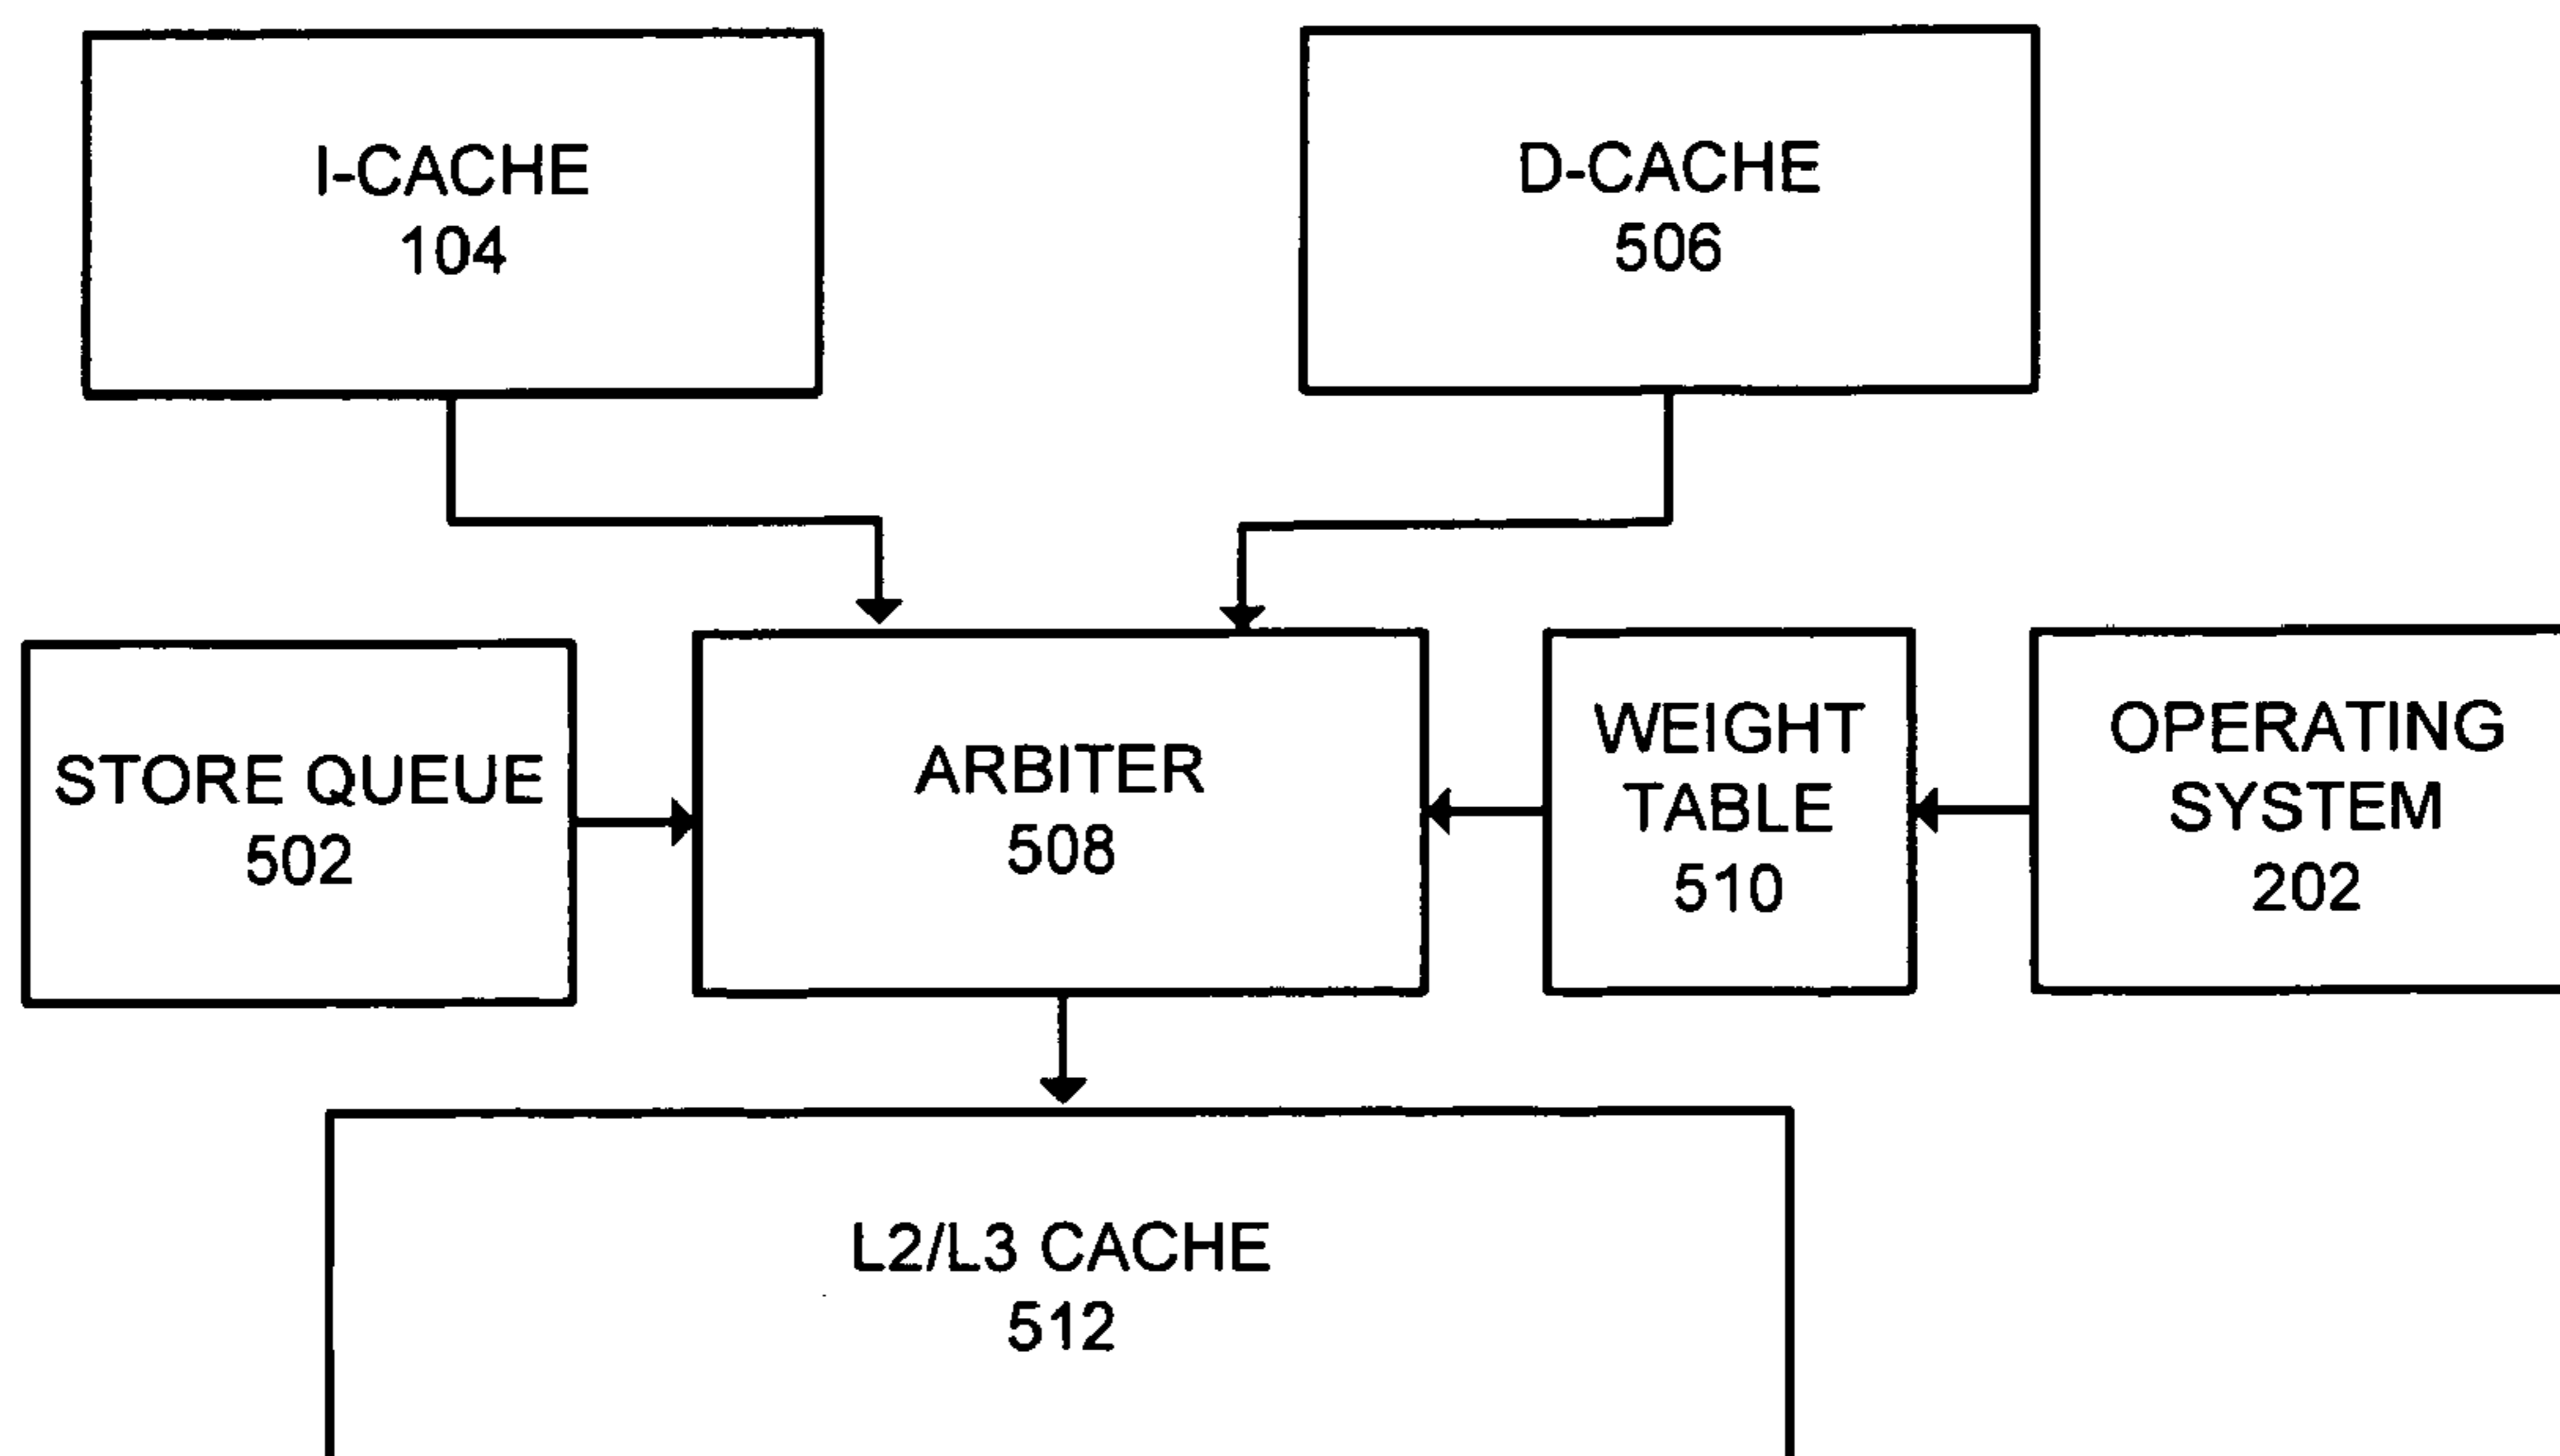 I-CACHE
104
D-CACHE
506
STORE QUEUE
502
ARBITER
508
WEIGHT
TABLE
510
OPERATING
SYSTEM
202
L2/L3 CACHE
512